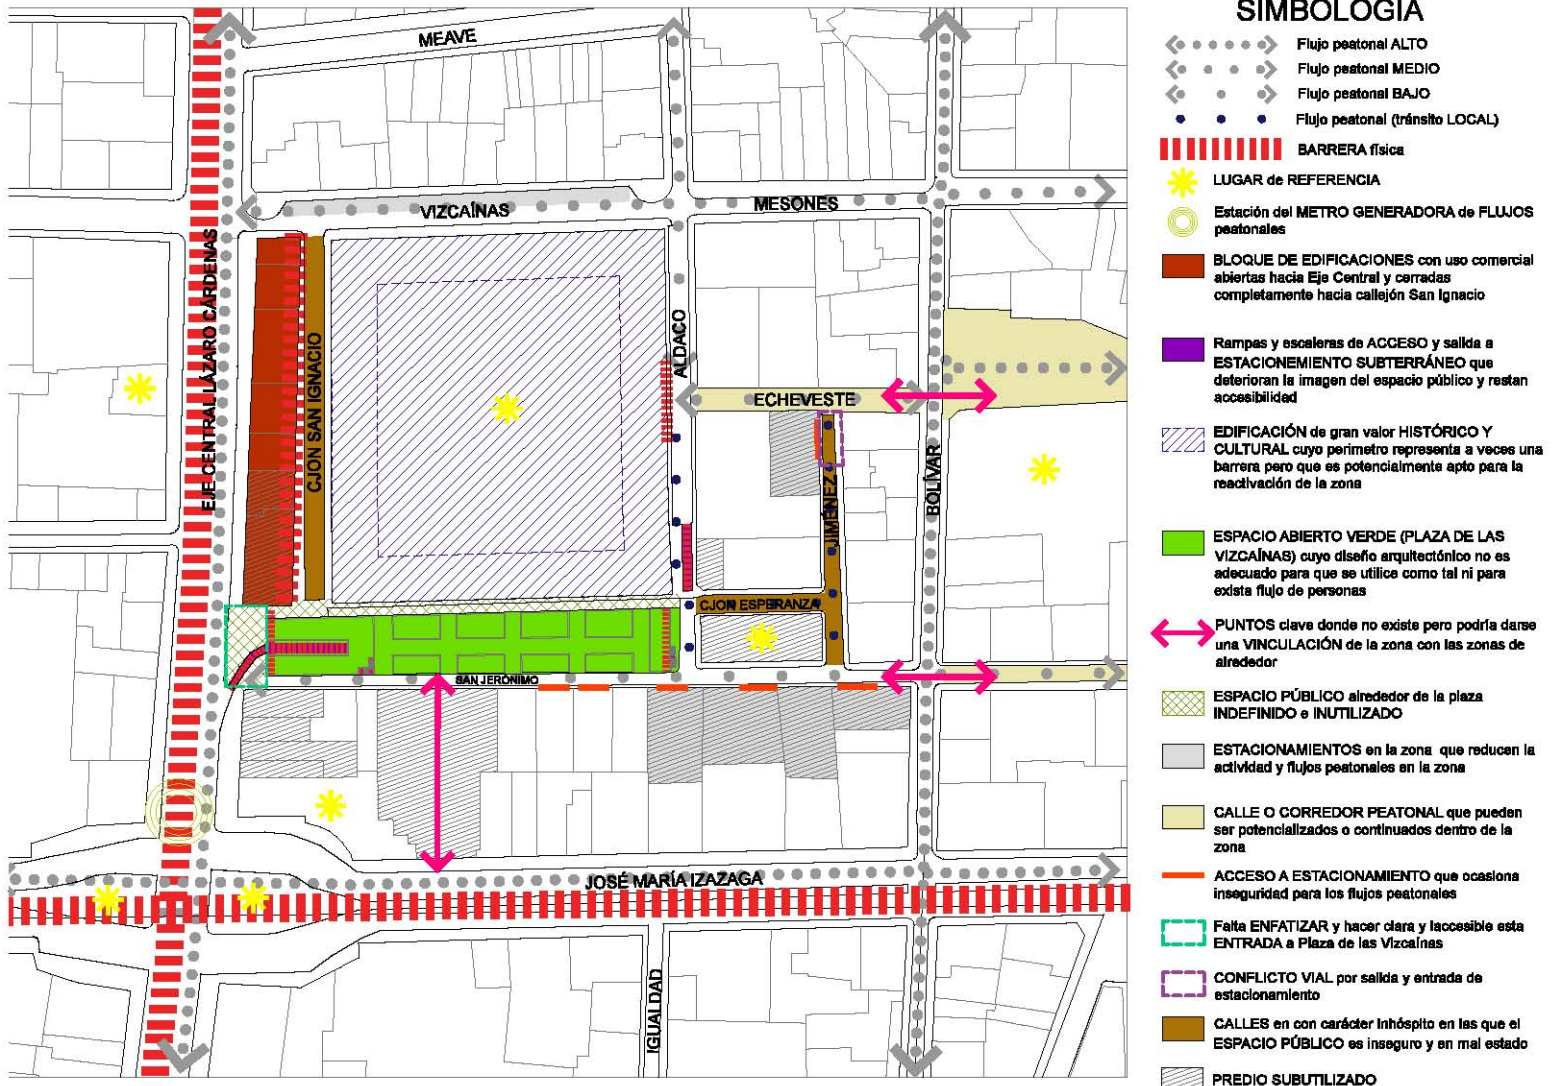 SIMBOLOGÍA
Flujo peatonal ALTO
Flujo peatonal MEDIO
Flujo peatonal BAJO
Flujo peatonal (tránsito LOCAL)
BARRERA física
LUGAR de REFERENCIA
Estación del METRO GENERADORA de FLUJOS
peatonales
BLOQUE DE EDIFICACIONES con uso comercial
abiertas hacia Eje Central y cerradas
completamente hacia callejón San Ignacio
Rampas y escaleras de ACCESO y salida a
ESTACIONEMIENTO SUBTERRÁNEO que
deterioran la imagen del espacio público y restan
accesibilidad
EDIFICACIÓN de gran valor HISTÓRICO Y
CULTURAL cuyo perimetro representa a veces una
barrera pero que es potencialmente apto para la
reactivación de la zona
ESPACIO ABIERTO VERDE (PLAZA DE LAS
VIZCAÍNAS) cuyo diseño arquitectónico no es
adecuado para que se utilice como tal ni para
exista flujo de personas
PUNTOS clave donde no existe pero podría darse
una VINCULACIÓN de la zona con las zonas de
alrededor
ESPACIO PÚBLICO alrededor de la plaza
INDEFINIDO e INUTILIZADO
ESTACIONAMIENTOS en la zona que reducen la
actividad y flujos peatonales en la zona
CALLE O CORREDOR PEATONAL que pueden
ser potencializados o continuados dentro de la
zona
ACCESO A ESTACIONAMIENTO que ocasiona
inseguridad para los flujos peatonales
Falta ENFATIZAR y hacer clara y iaccesible esta
ENTRADA a Plaza de las Vizcaínas
CONFLICTO VIAL por salida y entrada de
estacionamiento
CALLES en con carácter inhóspito en las que el
ESPACIO PÚBLICO es inseguro y en mal estado
PREDIO SUBUTILIZADO
MEAVE
VIZCAÍNAS
MESONES
EJE CENTRAL LÁZARO CÁRDENAS
CJON SAN IGNACIO
ALDACO
ECHEVESTE
BOLÍVAR
JIMÉNEZ
CJON ESPERANZA
SAN JERÓNIMO
JOSÉ MARÍA IZAZAGA
IGUALDAD